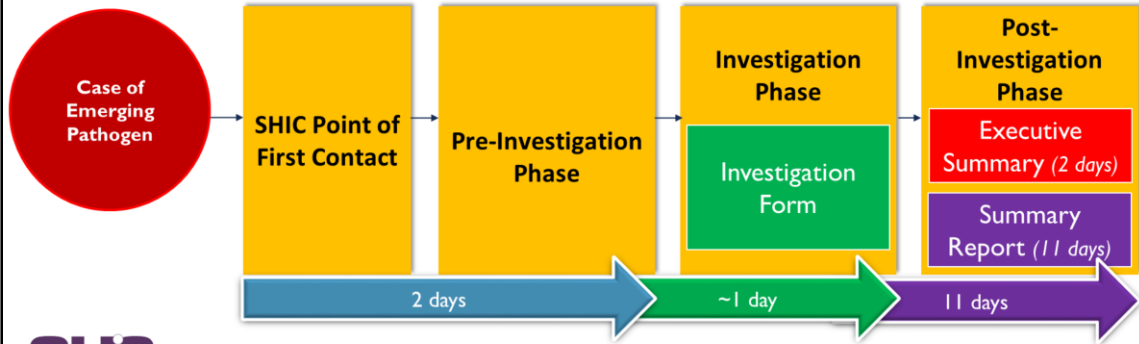 Case of
Emerging
Pathogen
SHIC Point of
First Contact
Pre-Investigation
Phase
Investigation
Phase
Investigation
Form
Post-
Investigation
Phase
Executive
Summary (2 days)
Summary
Report (11 days)
2 days
~1 day
11 days